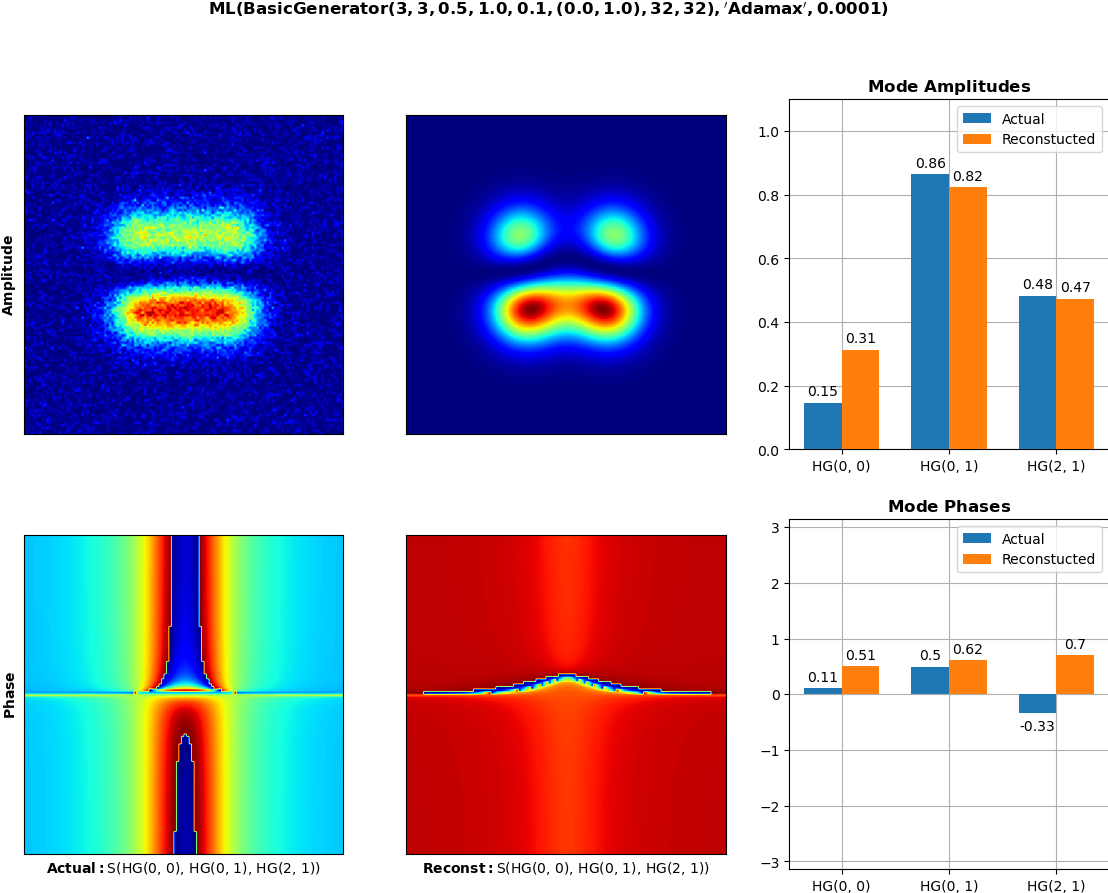 ML(BasicGenerator(3, 3, 0.5, 1.0, 0.1, (0.0, 1.0), 32, 32), 'Adamax', 0.0001)
Amplitude
Mode Amplitudes
Actual
Reconstucted
1.0
0.8
0.6
0.4
0.2
0.0
0.15
0.31
0.86
0.82
0.48
0.47
HG(0, 0)
HG(0, 1)
HG(2, 1)
Phase
Actual: S(HG(0, 0), HG(0, 1), HG(2, 1))
Reconst: S(HG(0, 0), HG(0, 1), HG(2, 1))
Mode Phases
Actual
Reconstucted
3
2
1
0
−1
−2
−3
0.11
0.51
0.5
0.62
-0.33
0.7
HG(0, 0)
HG(0, 1)
HG(2, 1)